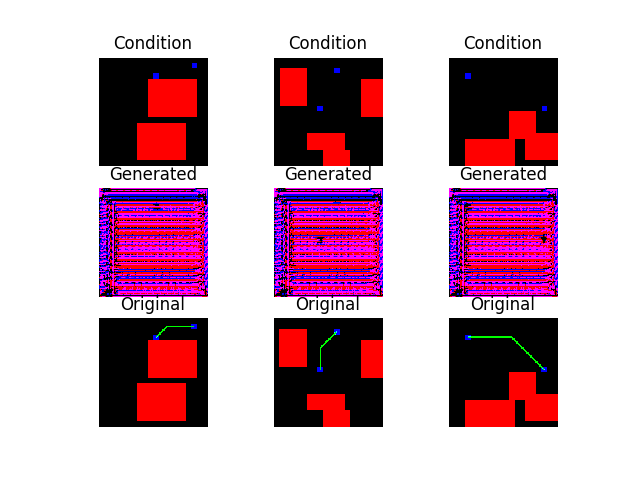 Condition Condition Condition
Generated Generated Generated
Original Original Original